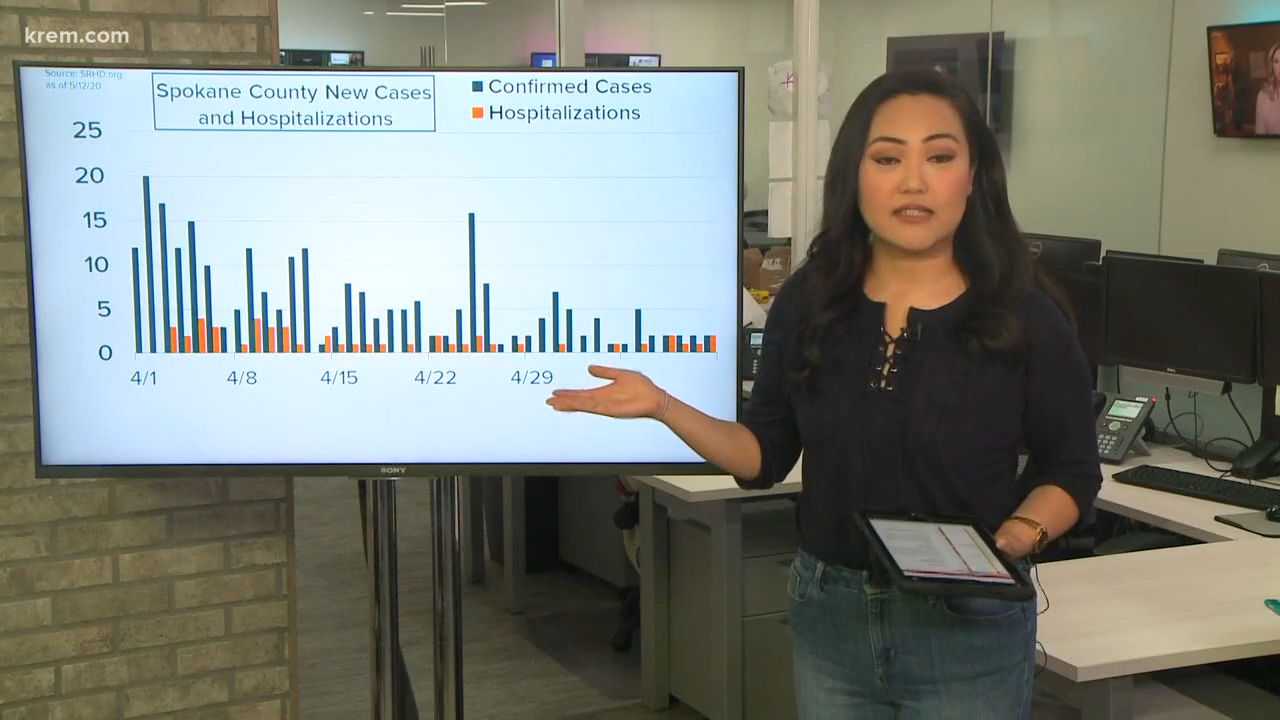 krem.com
Source: SRHD.org
as of 5/12/20
Spokane County New Cases
and Hospitalizations
Confirmed Cases
Hospitalizations
25
20
15
10
5
0
4/1 4/8 4/15 4/22 4/29
SONY